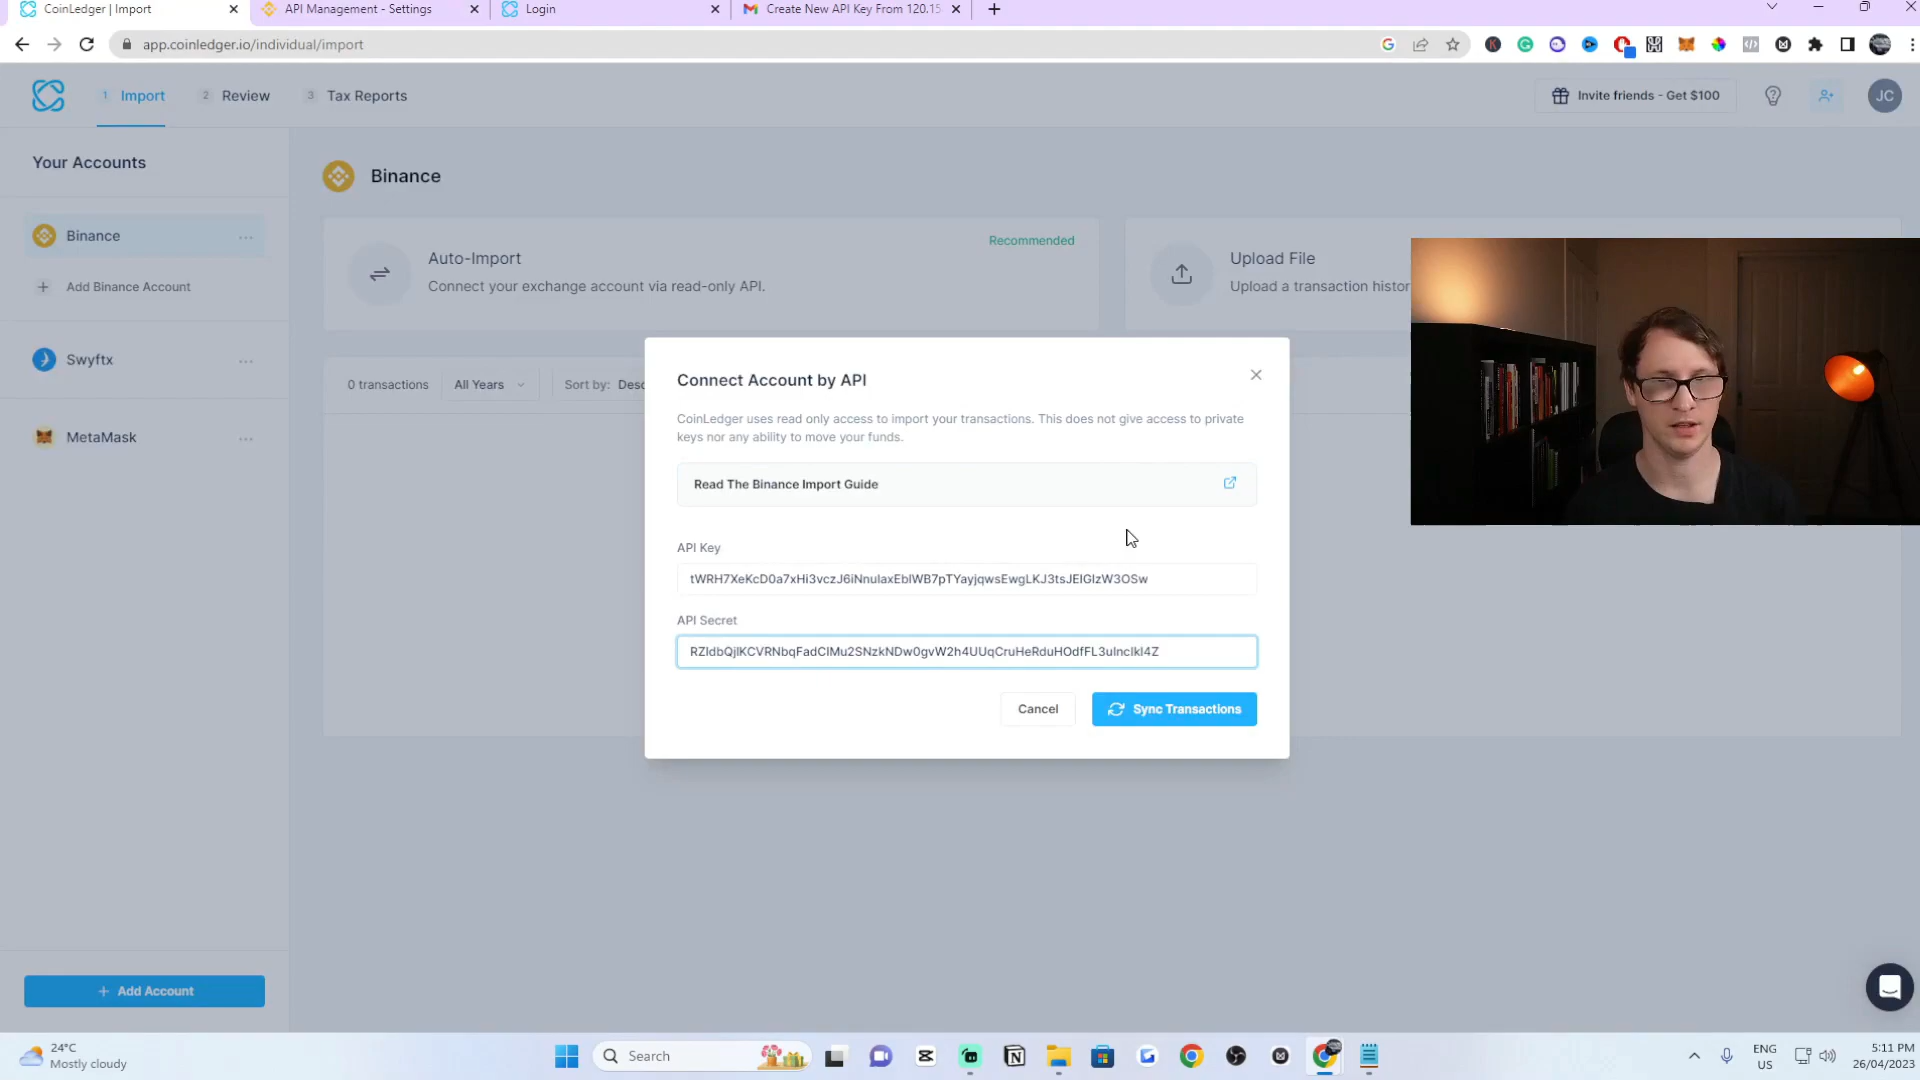 CoinLedger | Import
API Management - Settings
Login
Create New API Key From 120.15
app.coinledger.io/individual/import
1 Import
2 Review
3 Tax Reports
Invite friends - Get $100
JC
Your Accounts
Binance
Binance
Add Binance Account
Swyftx
MetaMask
Auto-Import
Recommended
Connect your exchange account via read-only API.
Upload File
Upload a transaction histor
0 transactions
All Years
Sort by: Desc
Connect Account by API
CoinLedger uses read only access to import your transactions. This does not give access to private
keys nor any ability to move your funds.
Read The Binance Import Guide
API Key
API Secret
Cancel
Sync Transactions
+ Add Account
24°C
Mostly cloudy
Search
ENG
US
5:11 PM
26/04/2023